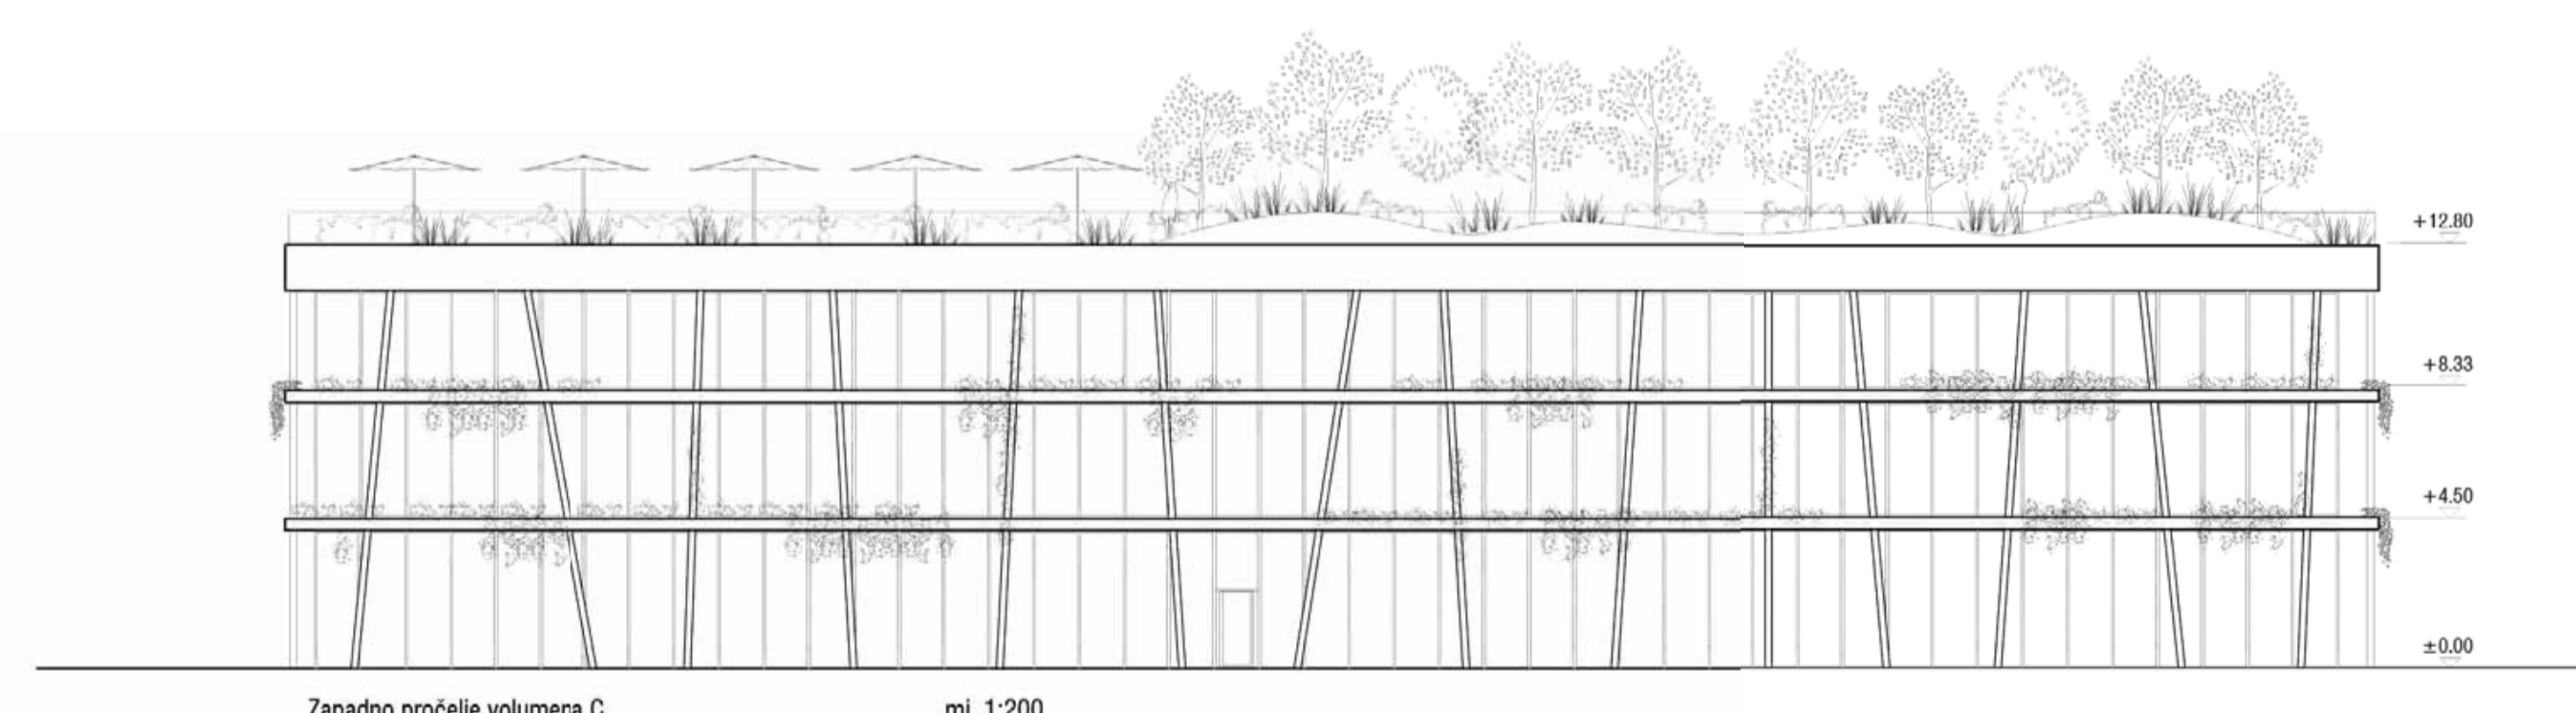 +12.80
+8.33
+4.50
±0.00
Zapadno pročelje volumena C mj. 1:200